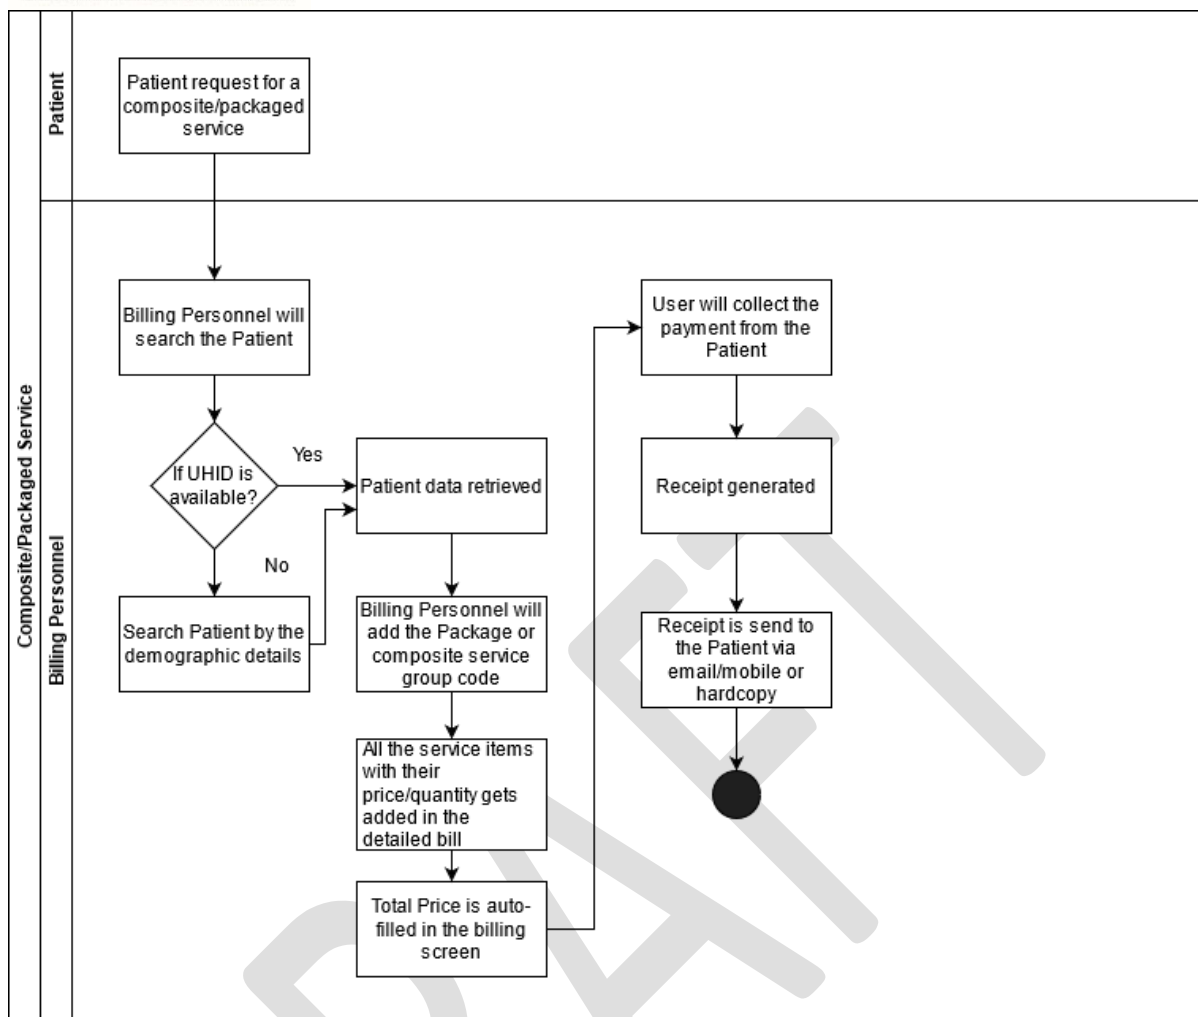 Composite/Packaged Service
Patient
Patient request for a
composite/packaged
service
Billing Personnel
Billing Personnel will
search the Patient
If UHID is
available?
Yes
No
Search Patient by the
demographic details
Patient data retrieved
Billing Personnel will
add the Package or
composite service
group code
All the service items
with their
price/quantity gets
added in the
detailed bill
Total Price is auto-
filled in the billing
screen
User will collect the
payment from the
Patient
Receipt generated
Receipt is send to
the Patient via
email/mobile or
hardcopy
DRAFT